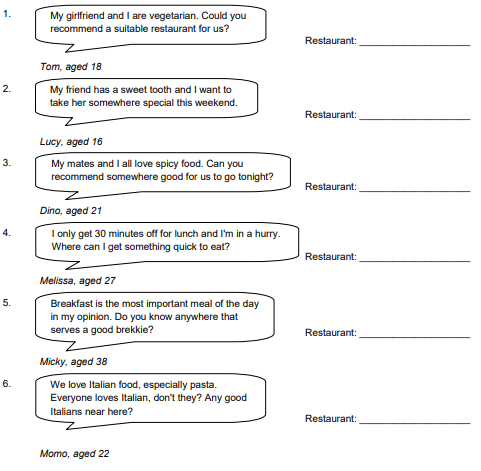 1.
My girlfriend and I are vegetarian. Could you
recommend a suitable restaurant for us?
Restaurant: ____________________
Tom, aged 18
2.
My friend has a sweet tooth and I want to
take her somewhere special this weekend.
Restaurant: ____________________
Lucy, aged 16
3.
My mates and I all love spicy food. Can you
recommend somewhere good for us to go tonight?
Restaurant: ____________________
Dino, aged 21
4.
I only get 30 minutes off for lunch and I'm in a hurry.
Where can I get something quick to eat?
Restaurant: ____________________
Melissa, aged 27
5.
Breakfast is the most important meal of the day
in my opinion. Do you know anywhere that
serves a good brekkie?
Restaurant: ____________________
Micky, aged 38
6.
We love Italian food, especially pasta.
Everyone loves Italian, don't they? Any good
Italians near here?
Restaurant: ____________________
Momo, aged 22